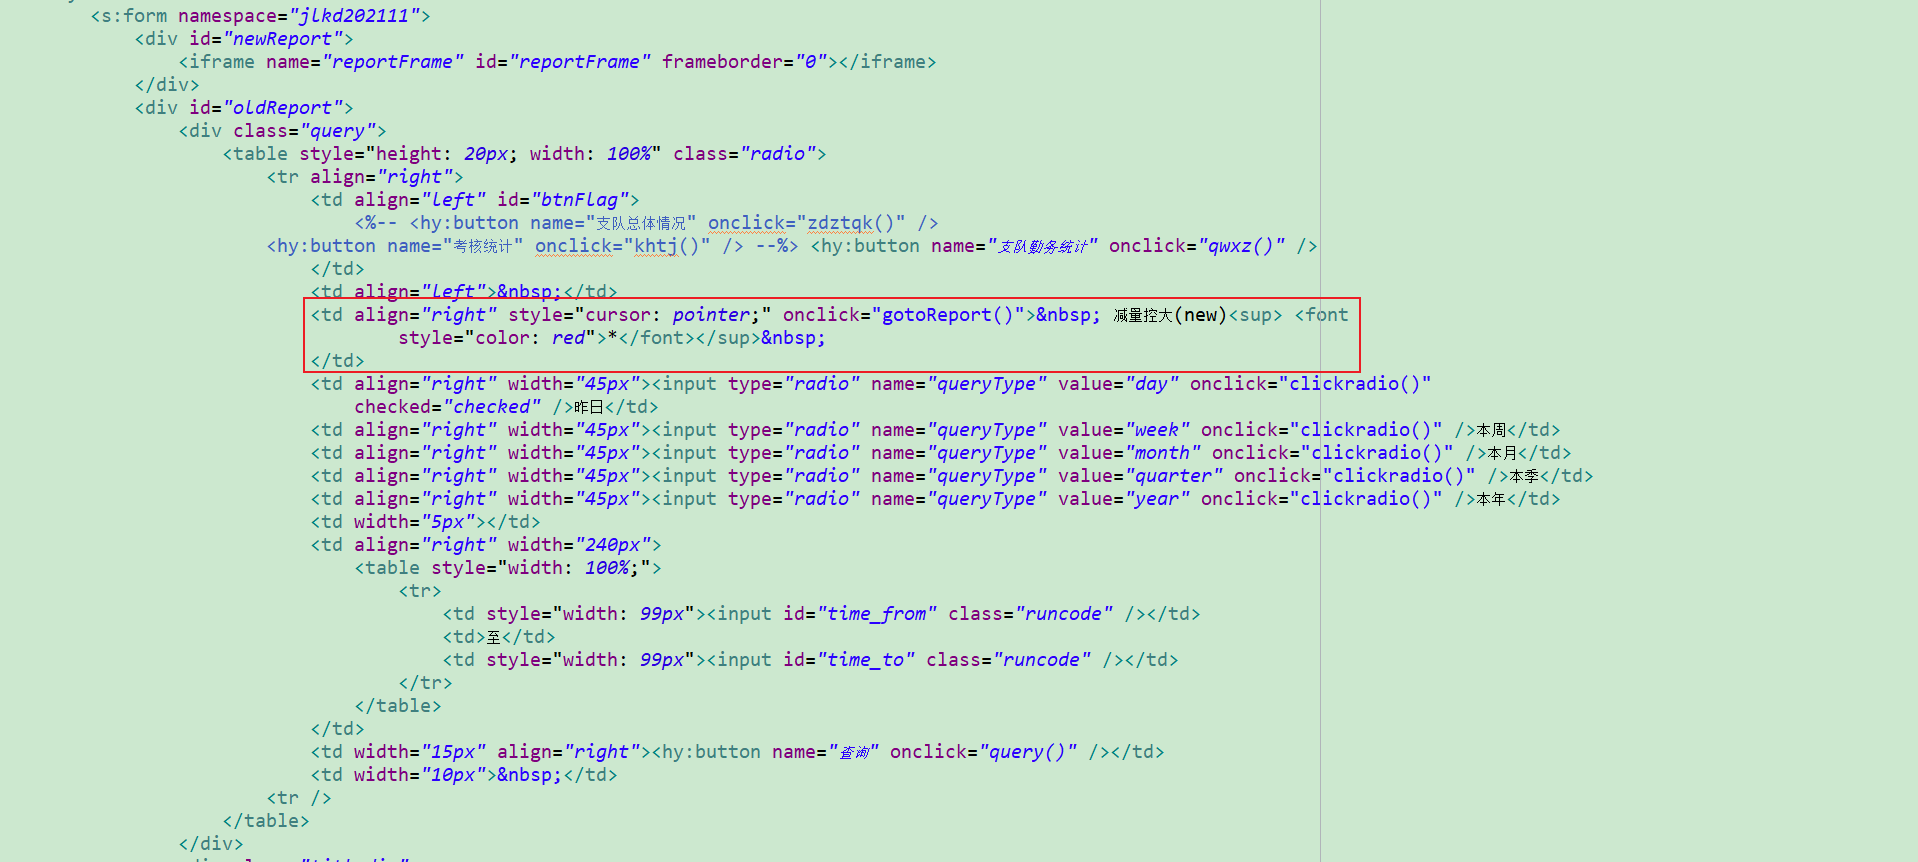 <s:form namespace="jlkd202111">
<div id="newReport">
<iframe name="reportFrame" id="reportFrame" frameborder="0"></iframe>
</div>
<div id="oldReport">
<div class="query">
<table style="height: 20px; width: 100%" class="radio">
<tr align="right">
<td align="left" id="btnFlag">
<%-- <hy:button name="支队总体情况" onclick="zdztqk()" />
<hy:button name="考核统计" onclick="khtj()" /> --%> <hy:button name="支队勤务统计" onclick="qwxz()" />
</td>
<td align="left">&nbsp;</td>
<td align="right" style="cursor: pointer;" onclick="gotoReport()">&nbsp; 减量控大(new)<sup> <font
style="color: red">*</font></sup>&nbsp;
</td>
<td align="right" width="45px"><input type="radio" name="queryType" value="day" onclick="clickradio()"
checked="checked" />昨日</td>
<td align="right" width="45px"><input type="radio" name="queryType" value="week" onclick="clickradio()" />本周</td>
<td align="right" width="45px"><input type="radio" name="queryType" value="month" onclick="clickradio()" />本月</td>
<td align="right" width="45px"><input type="radio" name="queryType" value="quarter" onclick="clickradio()" />本季</td>
<td align="right" width="45px"><input type="radio" name="queryType" value="year" onclick="clickradio()" />本年</td>
<td width="5px"></td>
<td align="right" width="240px">
<table style="width: 100%;">
<tr>
<td style="width: 99px"><input id="time_from" class="runcode" /></td>
<td>至</td>
<td style="width: 99px"><input id="time_to" class="runcode" /></td>
</tr>
</table>
</td>
<td width="15px" align="right"><hy:button name="查询" onclick="query()" /></td>
<td width="10px">&nbsp;</td>
<tr />
</table>
</div>